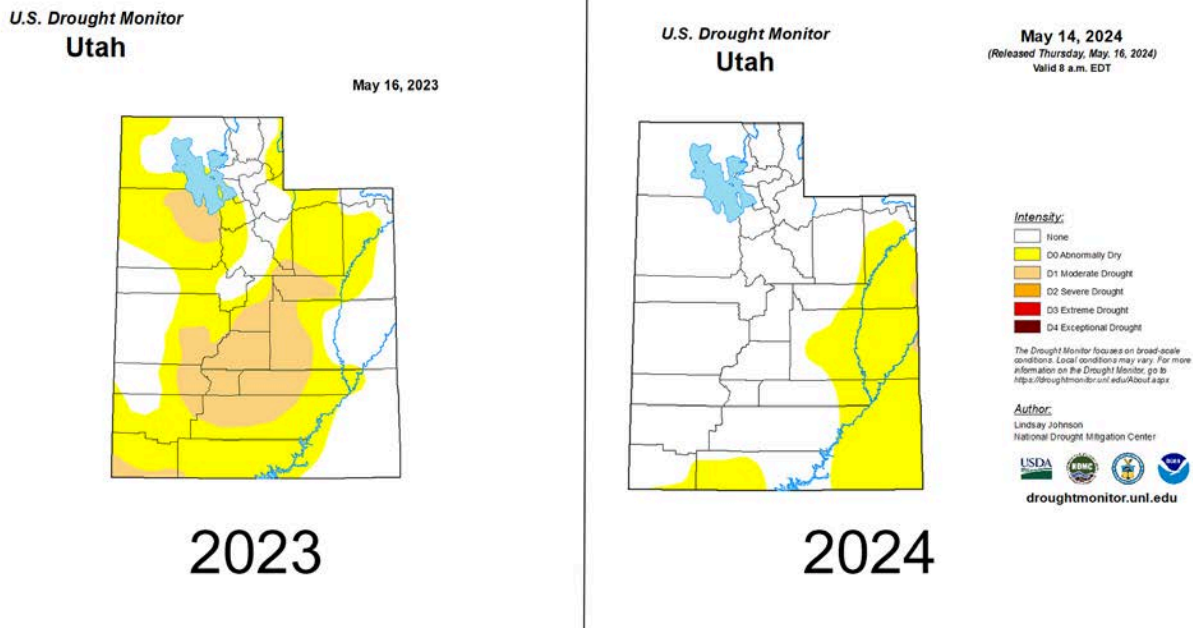 U.S. Drought Monitor
Utah
May 16, 2023
2023
U.S. Drought Monitor
Utah
May 14, 2024
(Released Thursday, May. 16, 2024)
Valid 8 a.m. EDT
Intensity:
None
D0 Abnormally Dry
D1 Moderate Drought
D2 Severe Drought
D3 Extreme Drought
D4 Exceptional Drought
The Drought Monitor focuses on broad-scale
conditions. Local conditions may vary. For more
information on the Drought Monitor, go to
https://droughtmonitor.unl.edu/About.aspx
Author:
Lindsay Johnson
National Drought Mitigation Center
USDA
NDMC
droughtmonitor.unl.edu
2024